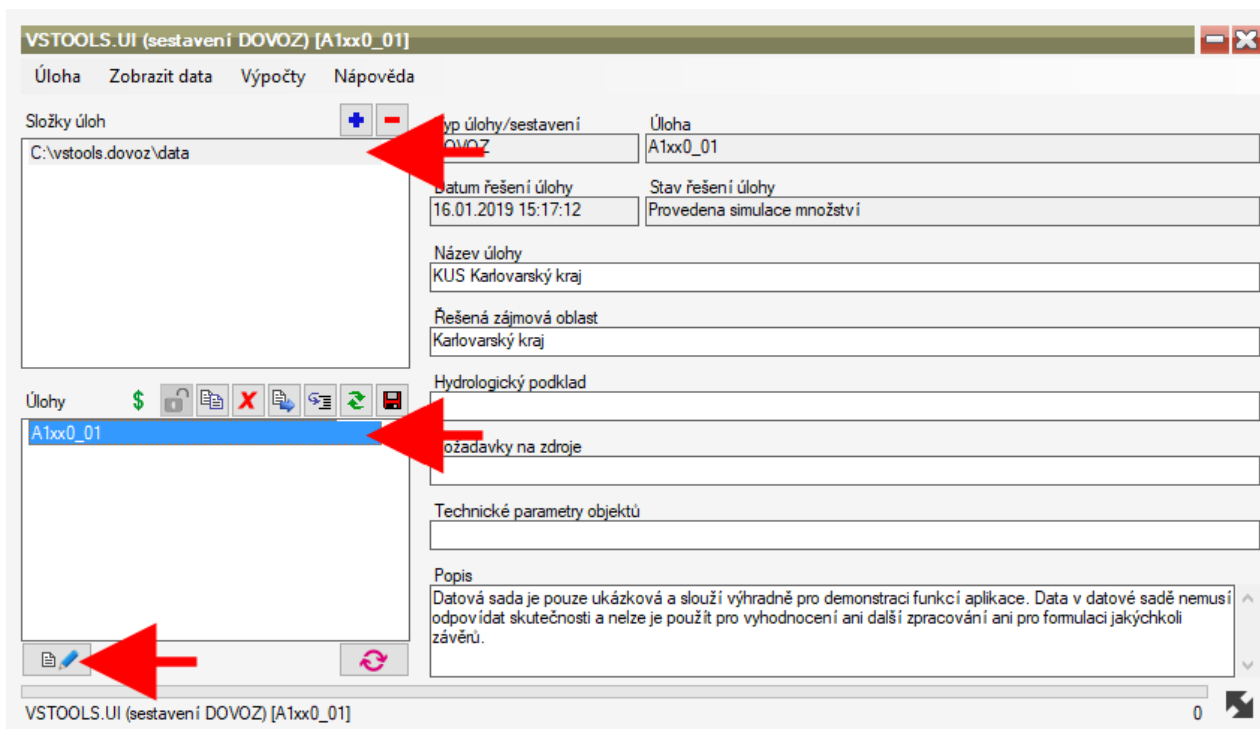 VSTOOLS.UI (sestavení DOVOZ) [A1xx0_01]
Úloha Zobrazit data Výpočty Nápověda
Složky úloh
C:\vstools.dovoz\data
Úlohy
A1xx0_01
yp úlohy/sestavení
Úloha
OVOZ
A1xx0_01
Datum řešení úlohy
Stav řešení úlohy
16.01.2019 15:17:12
Provedena simulace množství
Název úlohy
KUS Karlovarský kraj
Řešená zájmová oblast
Karlovarský kraj
Hydrologický podklad
ožadavky na zdroje
Technické parametry objektů
Popis
Datová sada je pouze ukázková a slouží výhradně pro demonstraci funkcí aplikace. Data v datové sadě nemusí
odpovídat skutečnosti a nelze je použít pro vyhodnocení ani další zpracování ani pro formulaci jakýchkoli
závěrů.
VSTOOLS.UI (sestavení DOVOZ) [A1xx0_01]
0